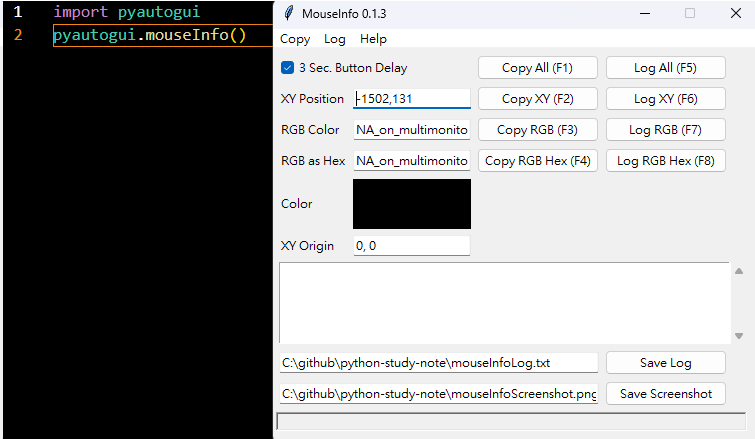 1 import pyautogui
2 pyautogui.mouseInfo()
MouseInfo 0.1.3
Copy Log Help
3 Sec. Button Delay Copy All (F1) Log All (F5)
XY Position -1502,131 Copy XY (F2) Log XY (F6)
RGB Color NA_on_multimonito Copy RGB (F3) Log RGB (F7)
RGB as Hex NA_on_multimonito Copy RGB Hex (F4) Log RGB Hex (F8)
Color
XY Origin 0, 0
C:\github\python-study-note\mouseInfoLog.txt Save Log
C:\github\python-study-note\mouseInfoScreenshot.png Save Screenshot